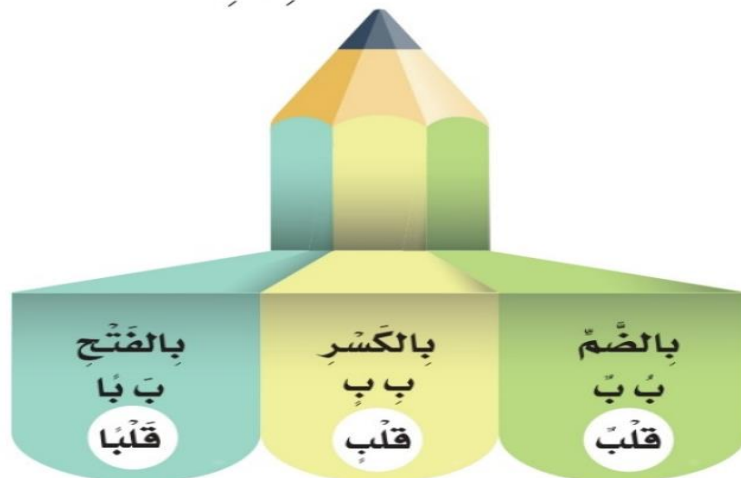 بِالضَّمِّ
بُ بٌ
قَلْبٌ
بِالكَسْرِ
بِ بٍ
قَلْبٍ
بِالفَتْحِ
بَ بًا
قَلْبًا